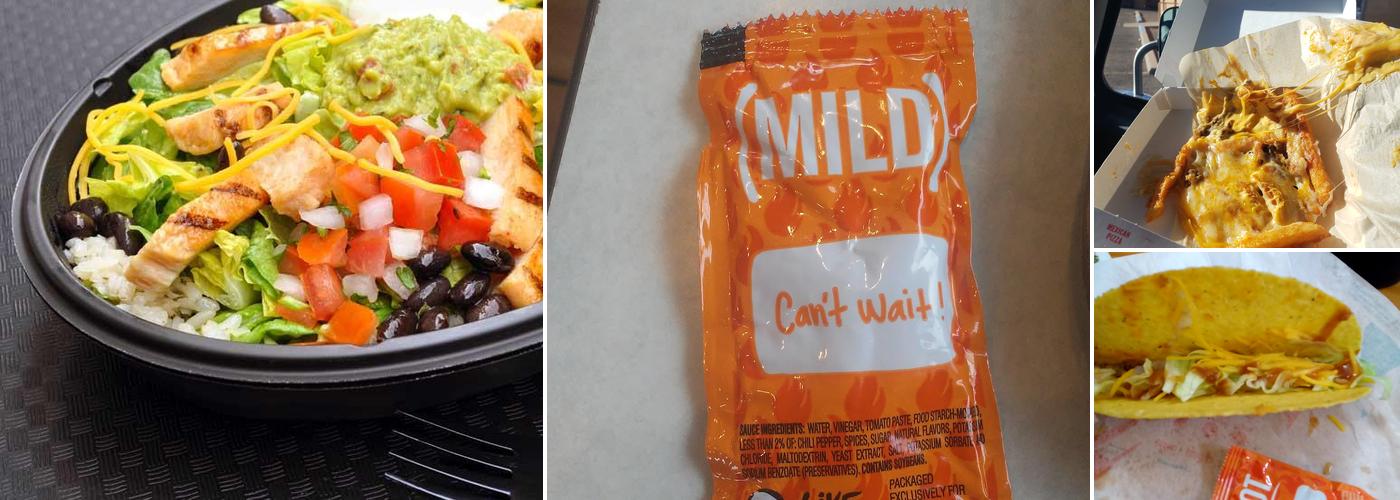 (MILD)
Can't wait!
SAUCE INGREDIENTS: WATER, VINEGAR, TOMATO PASTE, FOOD STARCH-MO
LESS THAN 2% OF: CHILI PEPPER, SPICES, SUGAR, NATURAL FLAVORS, POTASSIUM
CHLORIDE, MALTODEXTRIN, YEAST EXTRACT, SALT, POTASSIUM SORBATE AND
SODIUM BENZOATE (PRESERVATIVES). CONTAINS SOYBEANS.
PACKAGED
EXCLUSIVELY FOR
MEXICAN
PIZZA